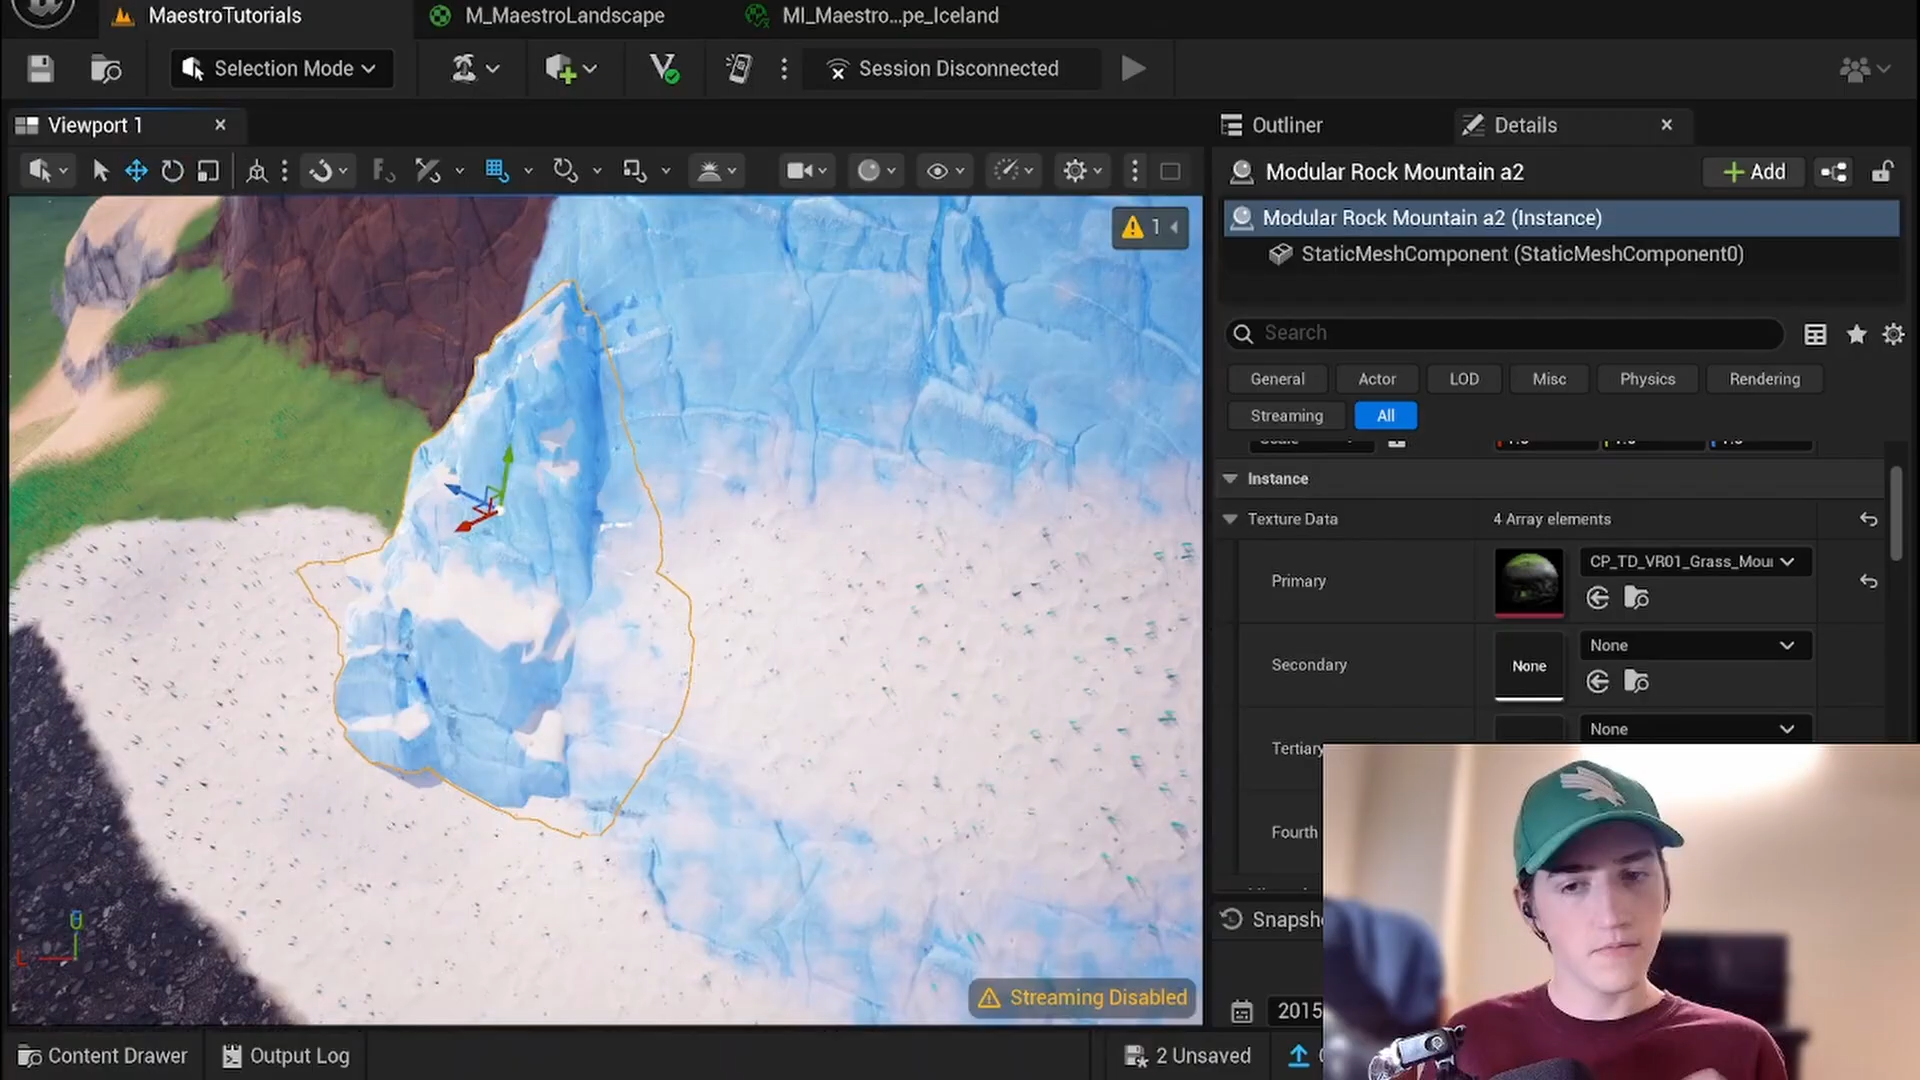 MaestroTutorials
M_MaestroLandscape
MI_Maestro...pe_Iceland
Selection Mode
Session Disconnected
Viewport 1
Outliner
Details
Modular Rock Mountain a2
Add
Modular Rock Mountain a2 (Instance)
StaticMeshComponent (StaticMeshComponent0)
1
Search
General
Actor
LOD
Misc
Physics
Rendering
Streaming
All
Instance
Texture Data
4 Array elements
Primary
CP_TD_VR01_Grass_Mou
Secondary
None
None
Tertiary
None
Fourth
Snapsh
Streaming Disabled
2015
Content Drawer
Output Log
2 Unsaved